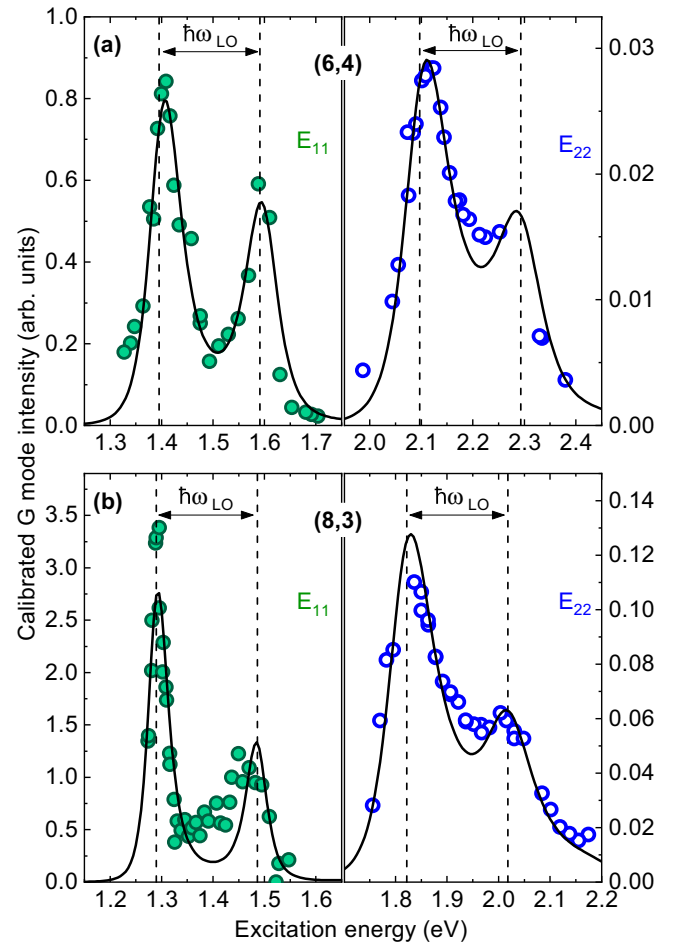 (a)
ħω LO
ħω LO
(6,4)
E11
E22
1.0
0.8
0.6
0.4
0.2
0.0
0.03
0.02
0.01
0.00
1.3 1.4 1.5 1.6 1.7
2.0 2.1 2.2 2.3 2.4
Calibrated G mode intensity (arb. units)
(b)
ħω LO
ħω LO
(8,3)
E11
E22
3.5
3.0
2.5
2.0
1.5
1.0
0.5
0.0
0.14
0.12
0.10
0.08
0.06
0.04
0.02
0.00
1.2 1.3 1.4 1.5 1.6
1.8 1.9 2.0 2.1 2.2
Excitation energy (eV)